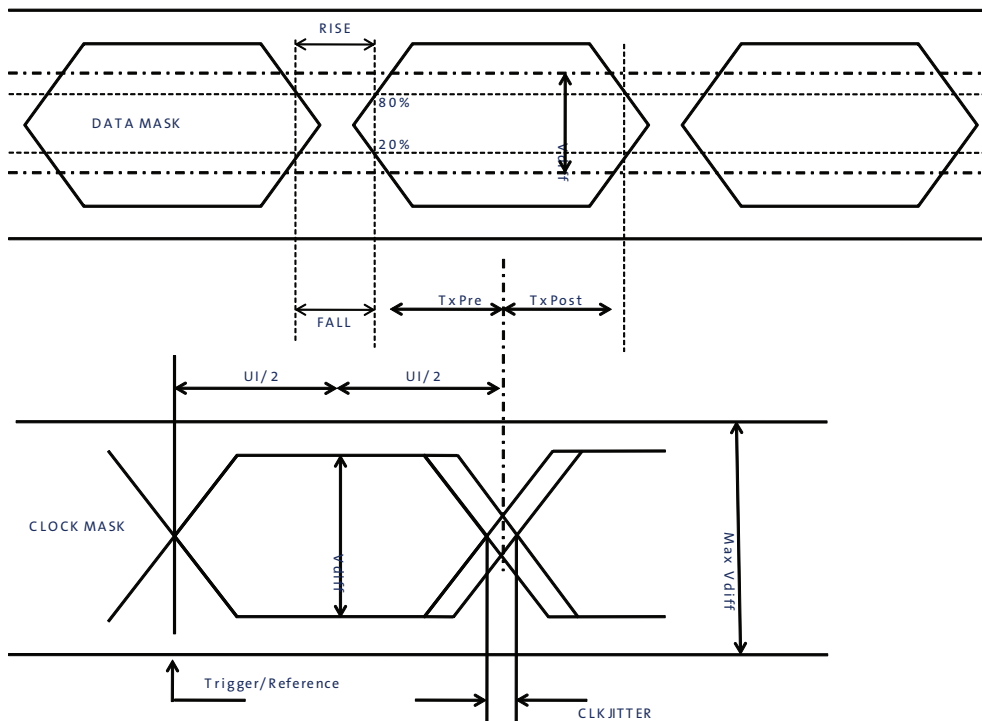 RISE
80%
DATA MASK
20%
Vdiff
TxPre
TxPost
FALL
UI/2
UI/2
CLOCK MASK
Vdiff
Max Vdiff
Trigger/Reference
CLKJITTER